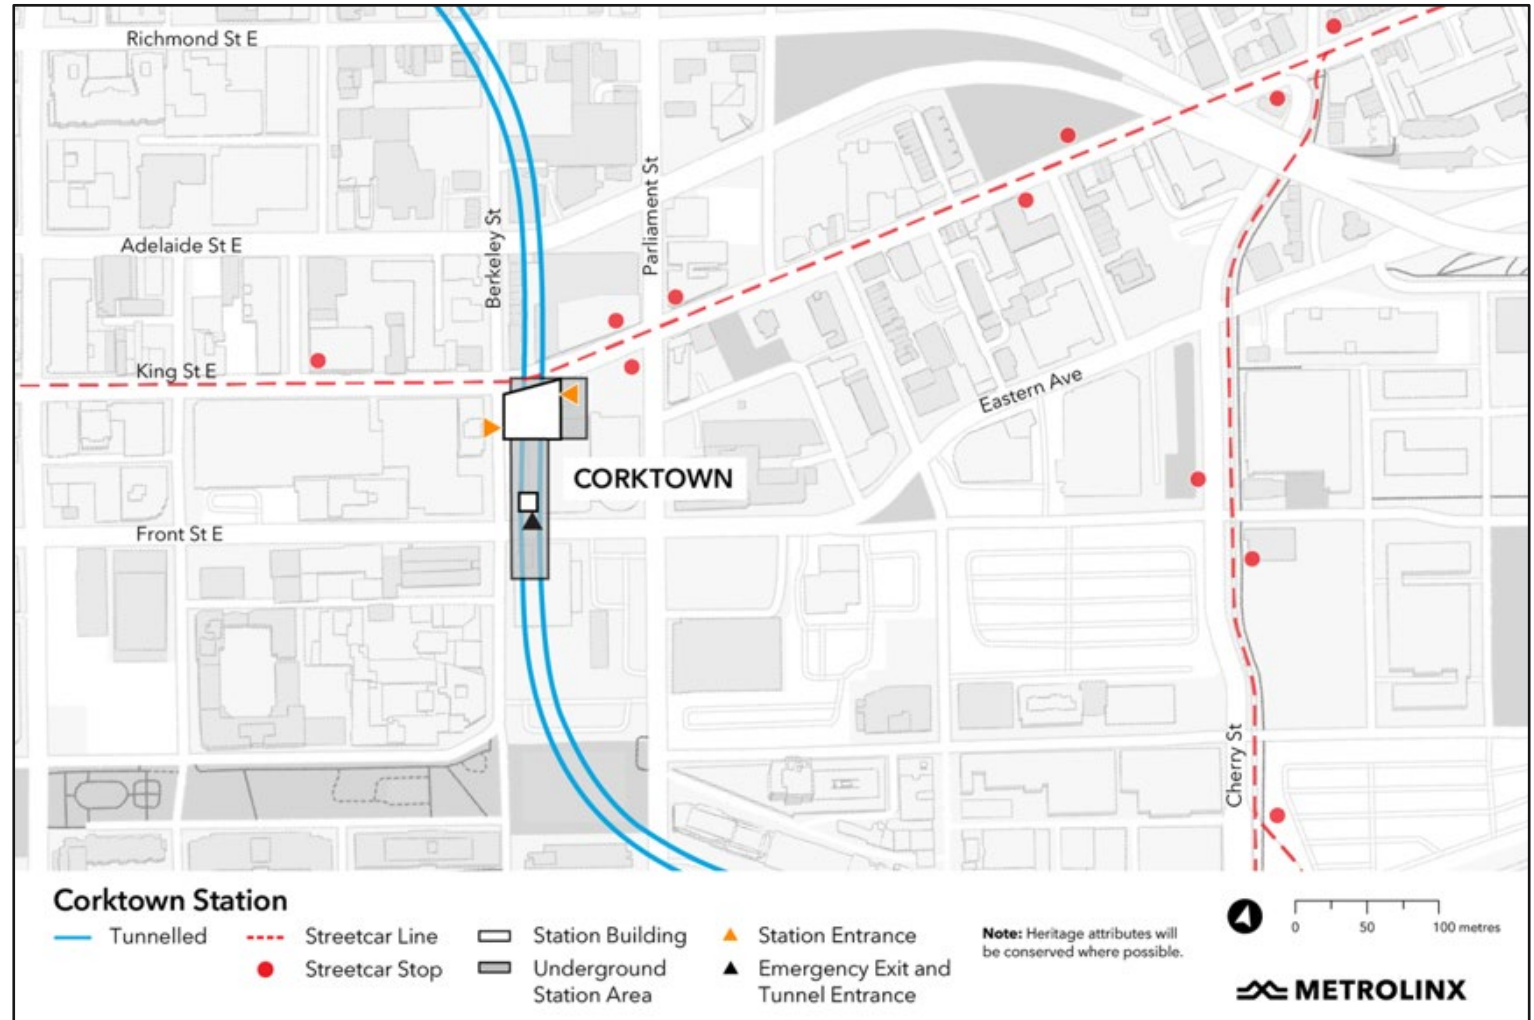 Richmond St E
Parliament St
Berkeley St
Adelaide St E
King St E
Eastern Ave
CORKTOWN
Front St E
Cherry St
Corktown Station
Tunnelled
Streetcar Line
Streetcar Stop
Station Building
Underground
Station Area
Station Entrance
Emergency Exit and
Tunnel Entrance
Note: Heritage attributes will
be conserved where possible.
0 50 100 metres
METROLINX